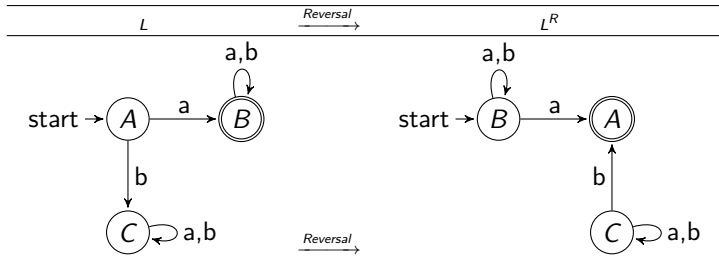 L Reversal L^R
a,b a,b
start A a B start B a A
b b
C a,b Reversal C a,b